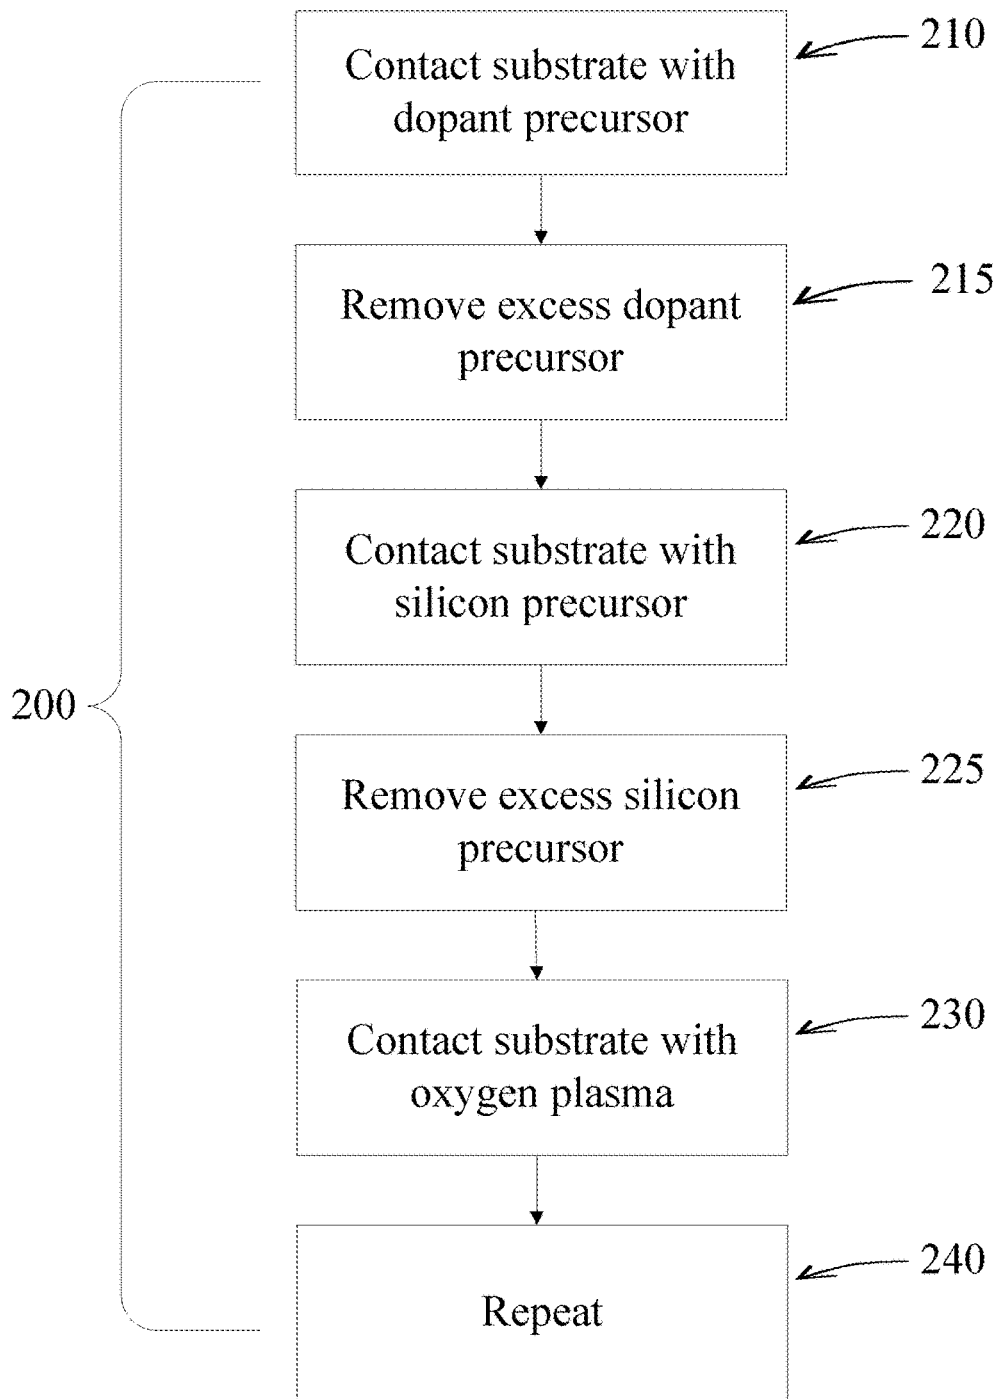 Contact substrate with
dopant precursor
210
Remove excess dopant
precursor
215
Contact substrate with
silicon precursor
220
200
Remove excess silicon
precursor
225
Contact substrate with
oxygen plasma
230
Repeat
240